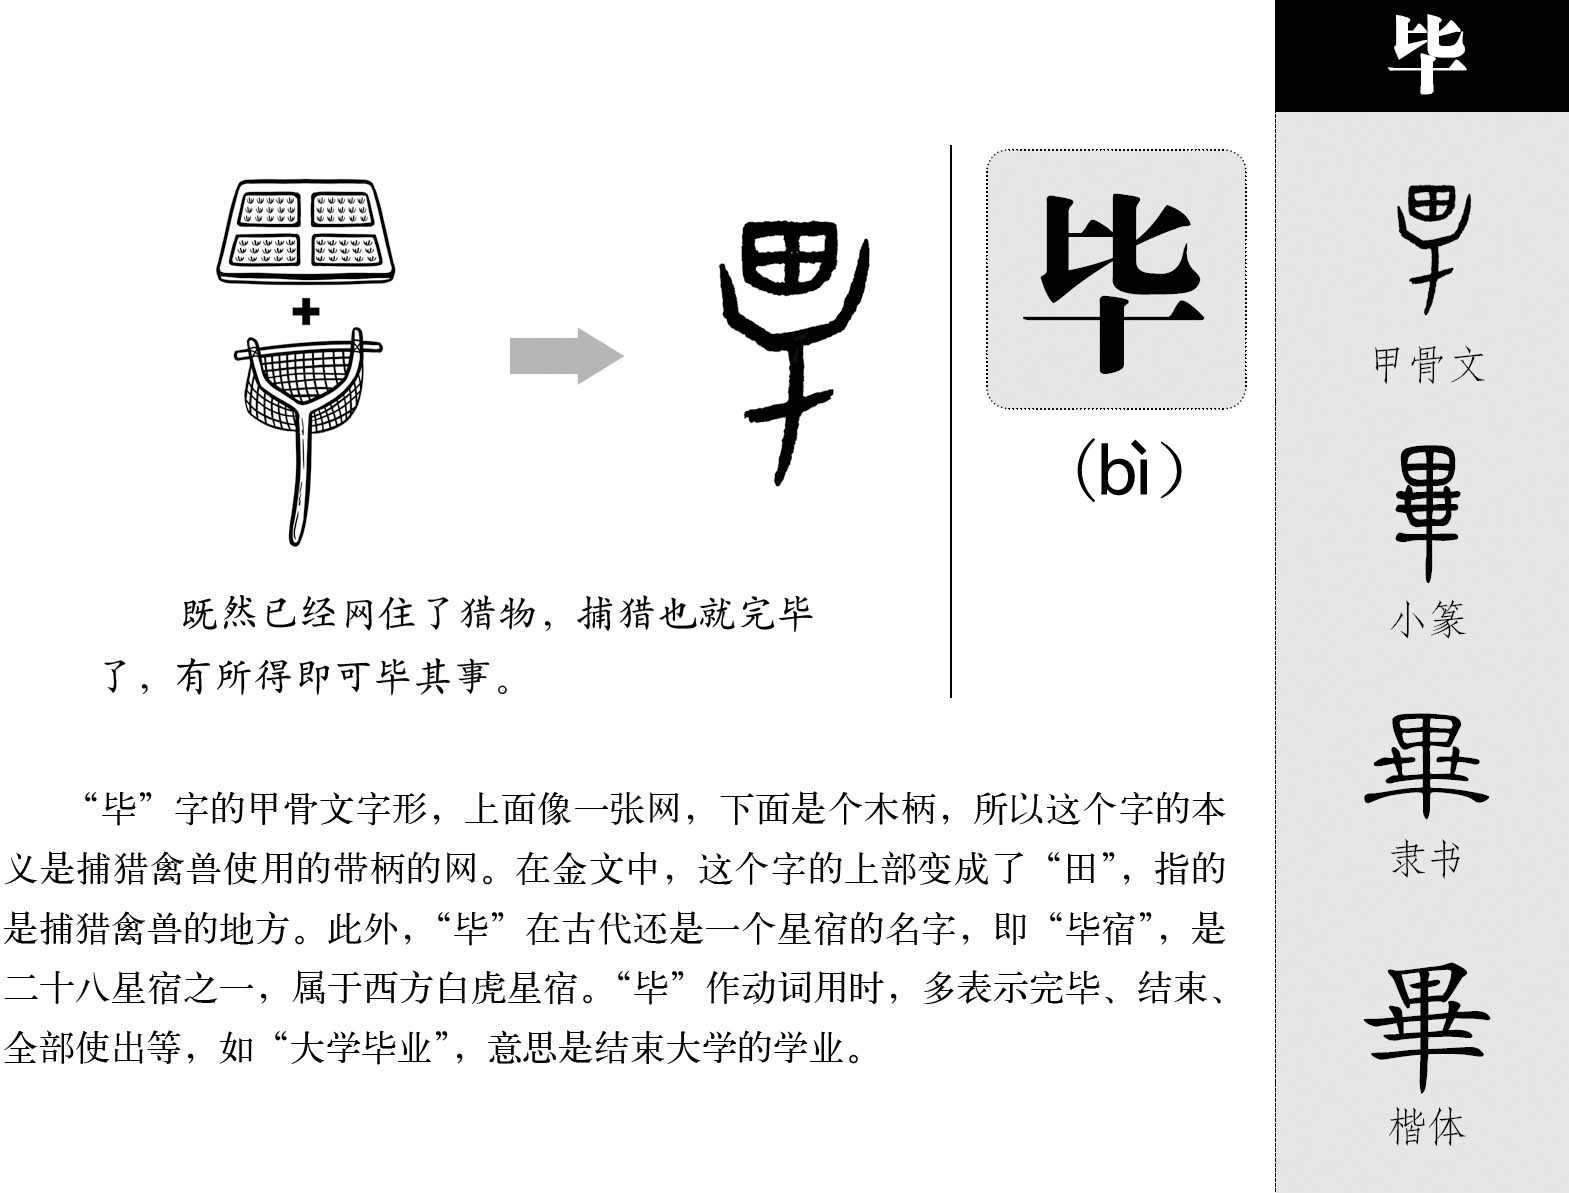 毕
毕
(bì)
既然已经网住了猎物，捕猎也就完毕
了，有所得即可毕其事。
“毕”字的甲骨文字形，上面像一张网，下面是个木柄，所以这个字的本
义是捕猎禽兽使用的带柄的网。在金文中，这个字的上部变成了“田”，指的
是捕猎禽兽的地方。此外，“毕”在古代还是一个星宿的名字，即“毕宿”，是
二十八星宿之一，属于西方白虎星宿。“毕”作动词用时，多表示完毕、结束、
全部使出等，如“大学毕业”，意思是结束大学的学业。
甲骨文
畢
小篆
畢
隶书
畢
楷体